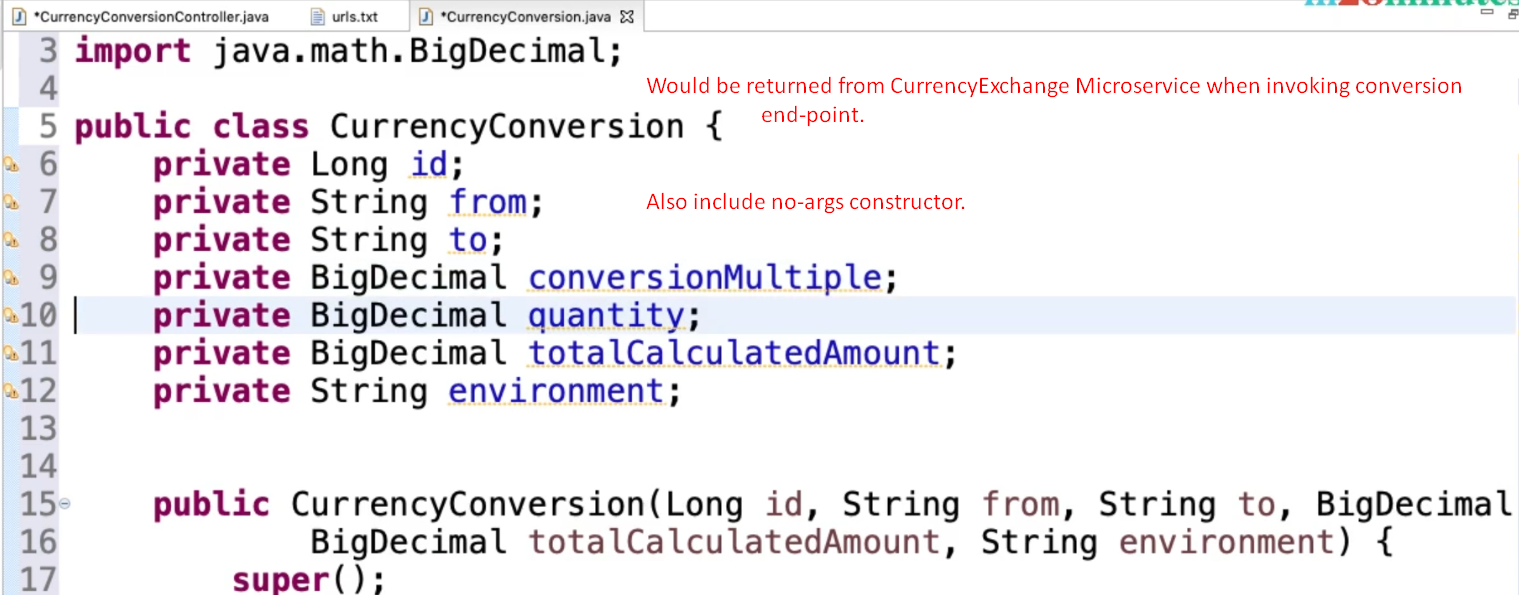 *CurrencyConversionController.java urls.txt *CurrencyConversion.java
3 import java.math.BigDecimal;
4
Would be returned from CurrencyExchange Microservice when invoking conversion
end-point.
5 public class CurrencyConversion {
6 private Long id;
7 private String from;
Also include no-args constructor.
8 private String to;
9 private BigDecimal conversionMultiple;
10 private BigDecimal quantity;
11 private BigDecimal totalCalculatedAmount;
12 private String environment;
13
14
15 public CurrencyConversion(Long id, String from, String to, BigDecimal
16 BigDecimal totalCalculatedAmount, String environment) {
17 super();